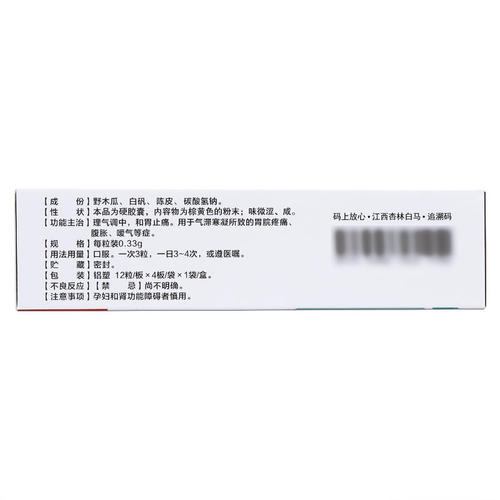 【成　　份】野木瓜、白矾、陈皮、碳酸氢钠。
【性　　状】本品为硬胶囊，内容物为棕黄色的粉末；味微涩、咸。
【功能主治】理气调中，和胃止痛。用于气滞寒凝所致的胃脘疼痛、
腹胀、嗳气等症。
【规　　格】每粒装0.33g
【用法用量】口服。一次3粒，一日3~4次，或遵医嘱。
【贮　　藏】密封。
【包　　装】铝塑 12粒/板×4板/袋×1袋/盒。
【不良反应】【禁　　忌】尚不明确。
【注意事项】孕妇和肾功能障碍者慎用。
码上放心·江西杏林白马·追溯码